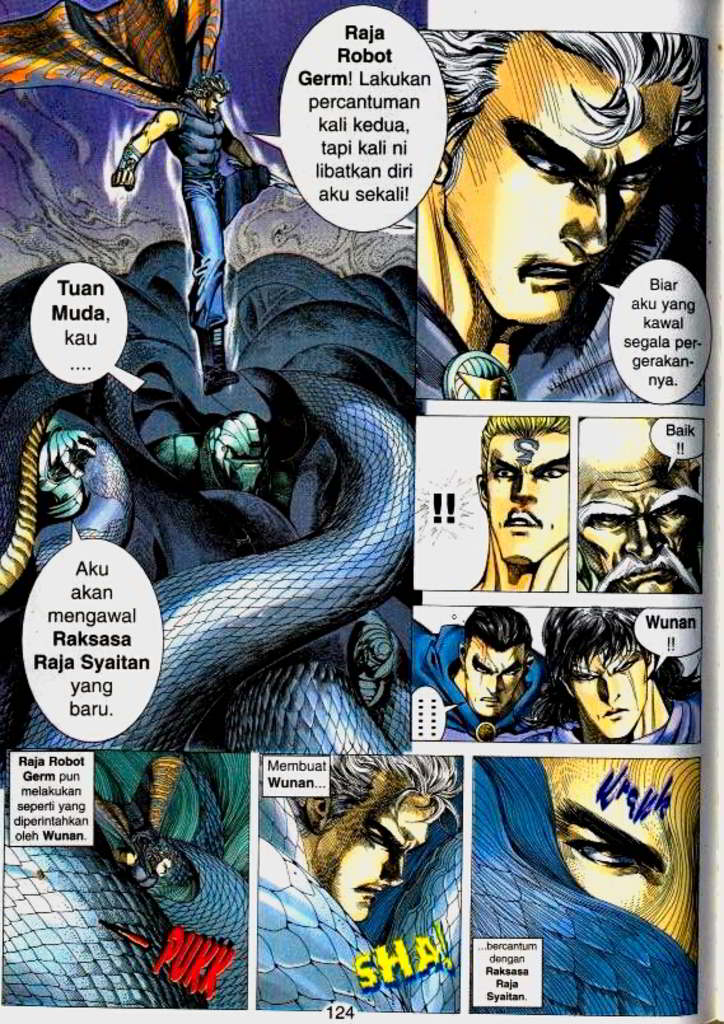 Raja
Robot
Germ! Lakukan
percantuman
kali kedua,
tapi kali ni
libatkan diri
aku sekali!
Biar
aku yang
kawal
segala per-
gerakan-
nya.
Tuan
Muda,
kau
....
!!
Baik
!!
Aku
akan
mengawal
Raksasa
Raja Syaitan
yang
baru.
Wunan
!!
Raja Robot
Germ pun
melakukan
seperti yang
diperintahkan
oleh Wunan.
PUKK
Membuat
Wunan...
SHA!
...bercantum
dengan
Raksasa
Raja
Syaitan.
124